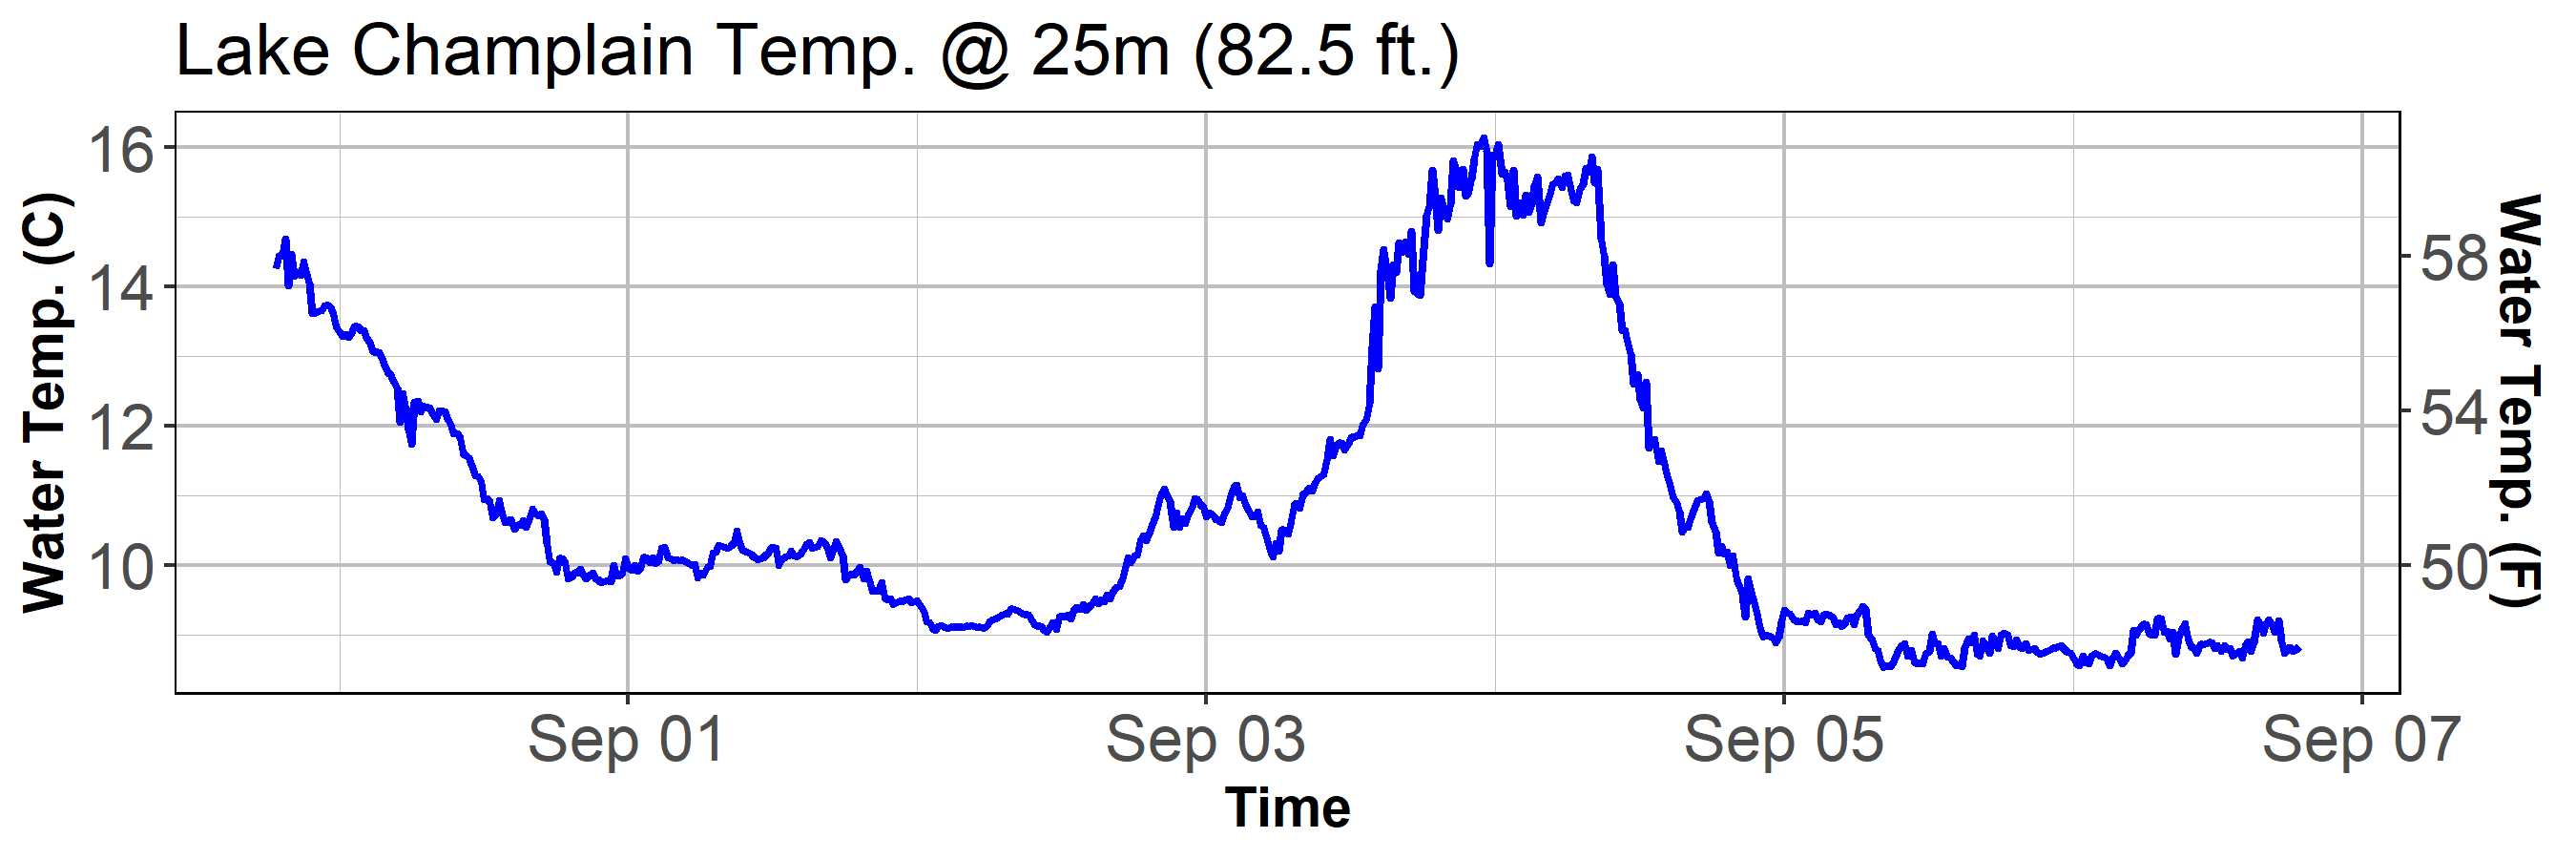 Lake Champlain Temp. @ 25m (82.5 ft.)
Water Temp. (C)
16
14
12
10
58
54
50
Water Temp. (F)
Sep 01
Sep 03
Sep 05
Sep 07
Time